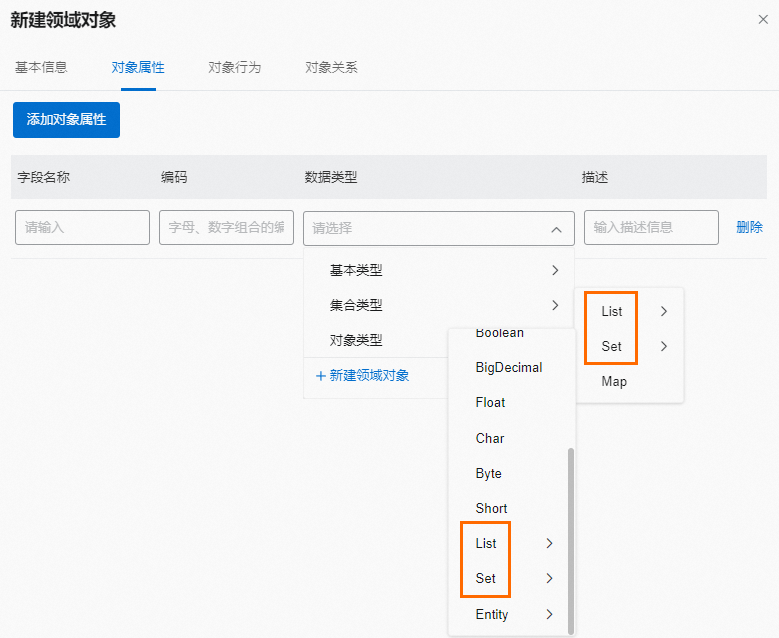 新建领域对象
基本信息 对象属性 对象行为 对象关系
添加对象属性
字段名称 编码 数据类型 描述
请输入 字母、数字组合的编 请选择 输入描述信息 删除
基本类型
集合类型
对象类型
+ 新建领域对象
List
Set
Map
Boolean
BigDecimal
Float
Char
Byte
Short
List
Set
Entity